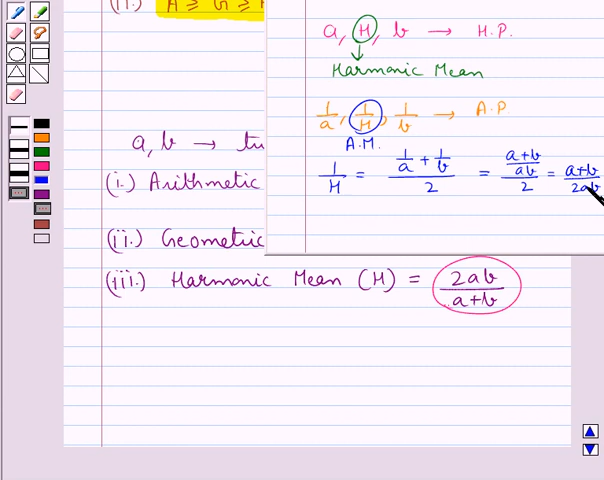 (ii.) A ≥ G ≥ H
a, H, b → H.P.
↓
Harmonic Mean
1/a, 1/H, 1/b → A.P
A.M.
1/H = (1/a + 1/b)/2 = ((a+b)/ab)/2 = (a+b)/2ab
a, b →
(i.) Arithmetic
(ii.) Geometric
(iii.) Harmonic Mean (H) = 2ab/(a+b)